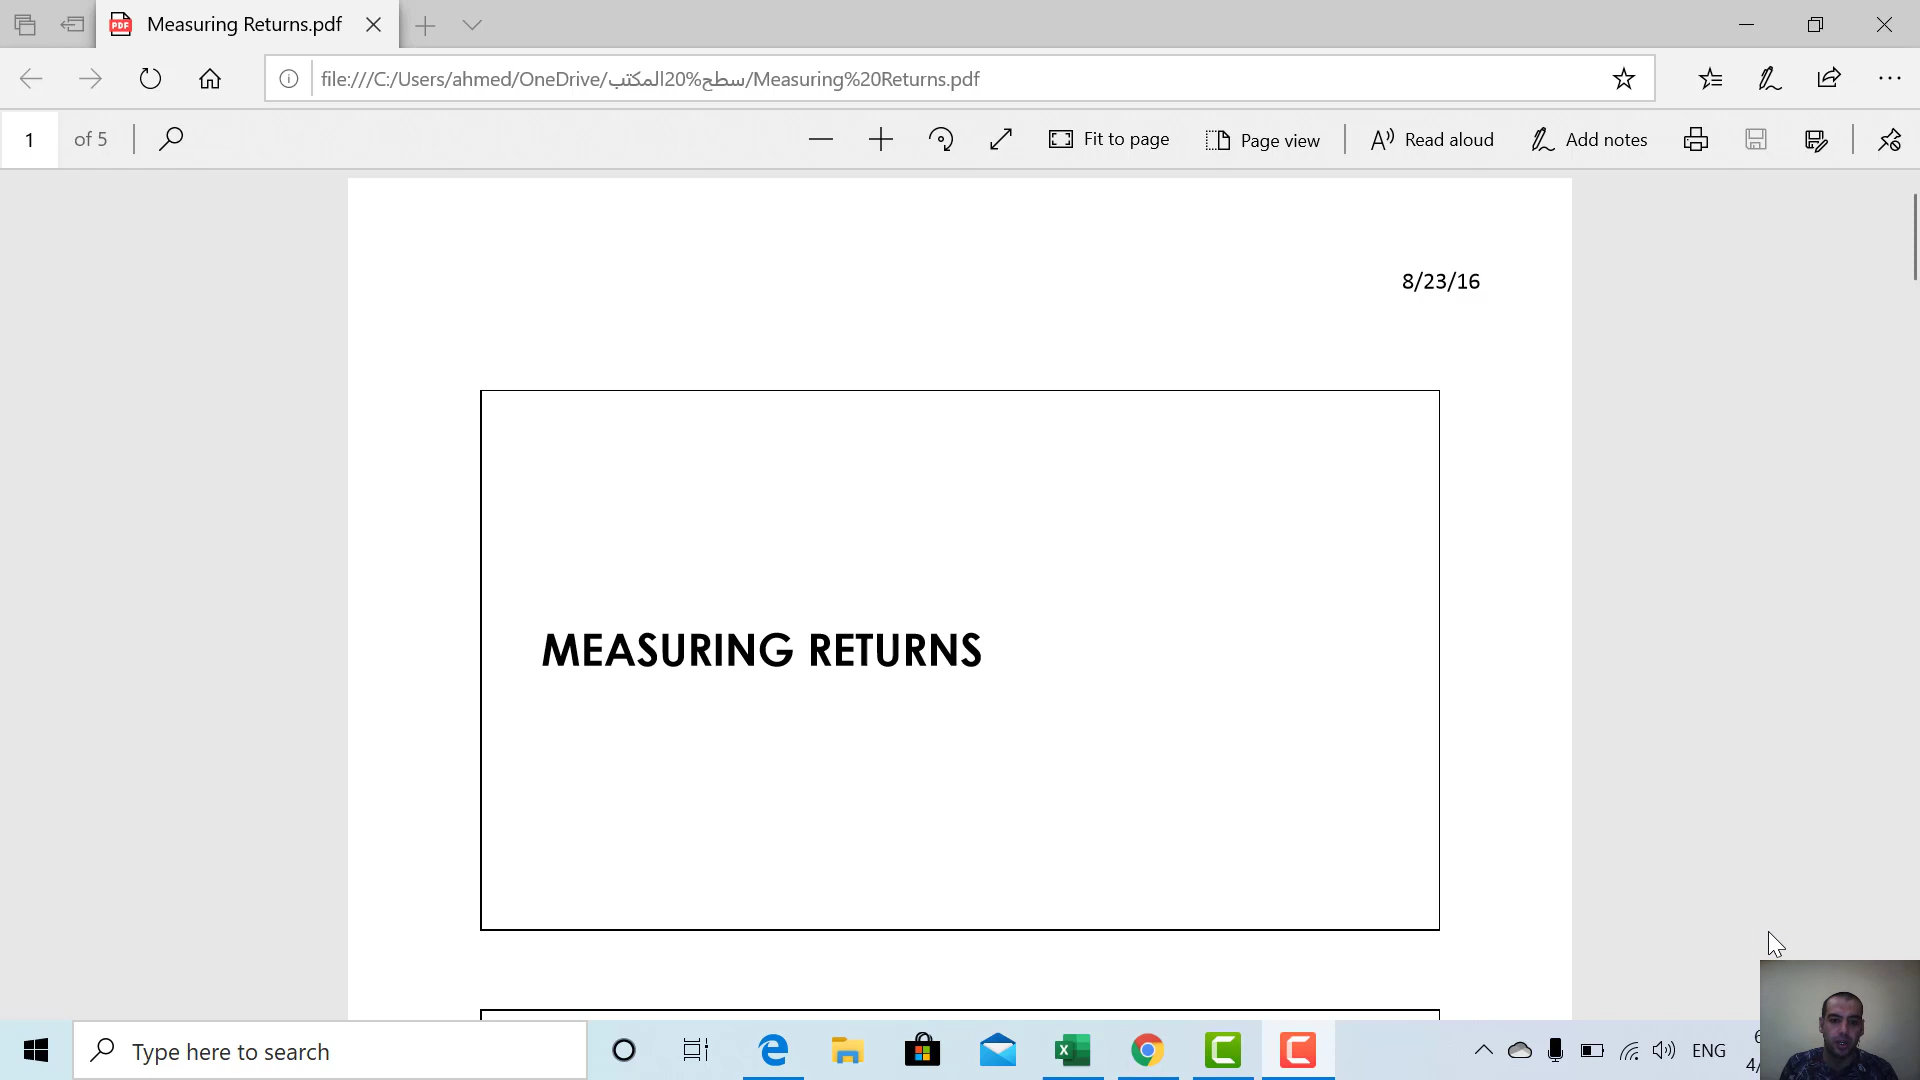 Measuring Returns.pdf
file:///C:/Users/ahmed/OneDrive/سطح%20المكتب/Measuring%20Returns.pdf
1 of 5
Fit to page
Page view
Read aloud
Add notes
8/23/16
MEASURING RETURNS
Type here to search
ENG